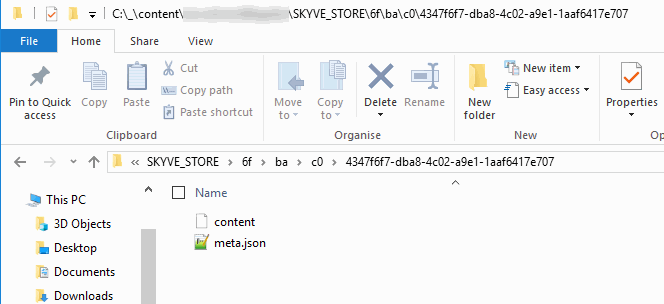 C:\_\content\ \SKYVE_STORE\6f\ba\c0\4347f6f7-dba8-4c02-a9e1-1aaf6417e707
File Home Share View
Pin to Quick access
Copy
Paste
Cut
Copy path
Paste shortcut
Clipboard
Move to
Copy to
Delete
Rename
Organise
New folder
New item
Easy access
New
Properties
O
« SKYVE_STORE > 6f > ba > c0 > 4347f6f7-dba8-4c02-a9e1-1aaf6417e707
This PC
3D Objects
Desktop
Documents
Downloads
Name
content
meta.json